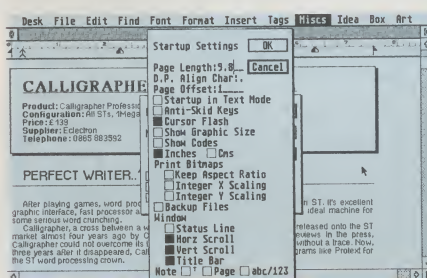 Desk File Edit Find Font Format Insert Tags Miscs Idea Box Art
Startup Settings OK
Page Length:9.8 Cancel
D.P. Align Char:.
Page Offset:1
Startup in Text Mode
Anti-Skid Keys
Cursor Flash
Show Graphic Size
Show Codes
Inches Cms
Print Bitmaps
Keep Aspect Ratio
Integer X Scaling
Integer Y Scaling
Backup Files
Window
Status Line
Horz Scroll
Vert Scroll
Title Bar
Note Page abc/123
CALLIGRAPHE
Product: Calligrapher Professio
Configuration: All STs, 1Mega
Price: £139
Supplier: Eclectron
Telephone: 0865 883592
PERFECT WRITER..
After playing games, word proc
graphic interface, fast processor a
some serious word crunching.
Calligrapher, a cross between a w
market almost four years ago by
Calligrapher could not overcome its
three years after it disappeared, Call
the ST word processing crown.
n ST. It's excellent
ideal machine for
released onto the ST
eviews in the press,
without a trace. Now,
grams like Protext for